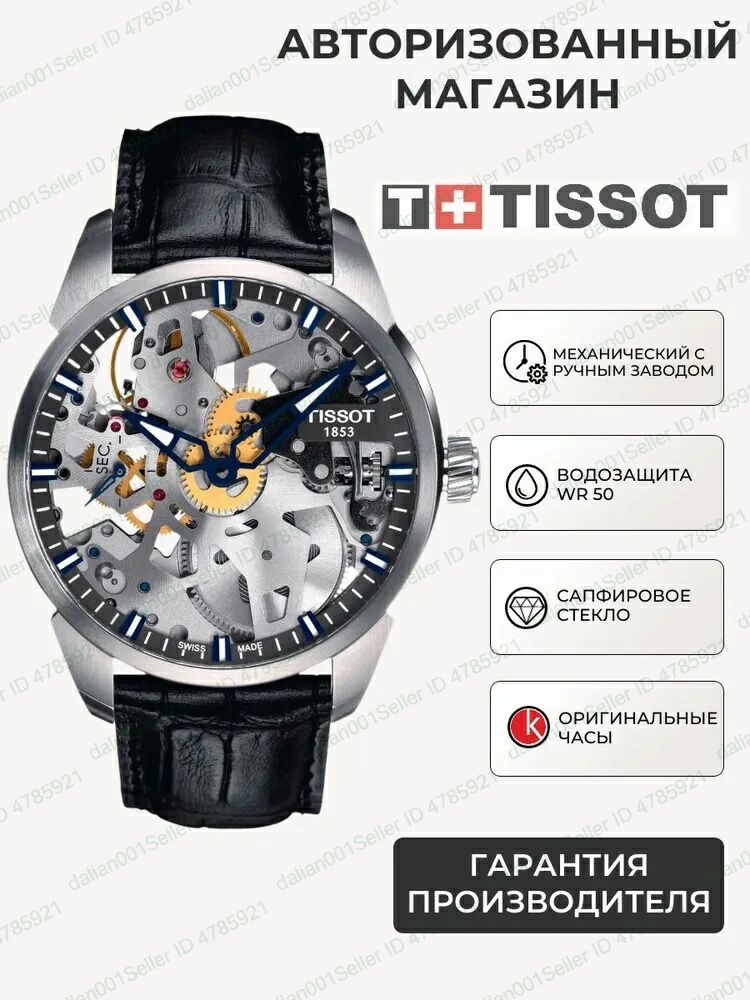 АВТОРИЗОВАННЫЙ
МАГАЗИН
T+TISSOT
МЕХАНИЧЕСКИЙ С
РУЧНЫМ ЗАВОДОМ
ВОДОЗАЩИТА
WR 50
САПФИРОВОЕ
СТЕКЛО
k
ОРИГИНАЛЬНЫЕ
ЧАСЫ
ГАРАНТИЯ
ПРОИЗВОДИТЕЛЯ
TISSOT
1853
SEC.
SWISS MADE
dalian001Seller ID 4785921